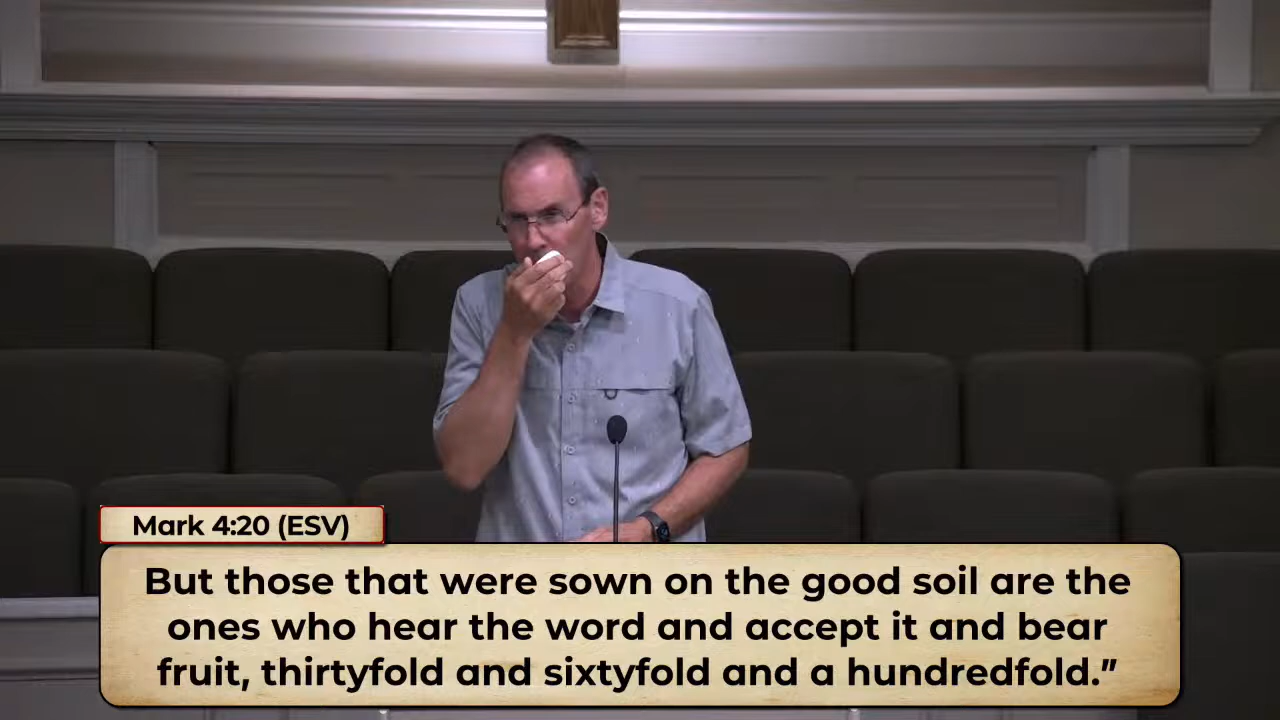 Mark 4:20 (ESV)
But those that were sown on the good soil are the
ones who hear the word and accept it and bear
fruit, thirtyfold and sixtyfold and a hundredfold.”